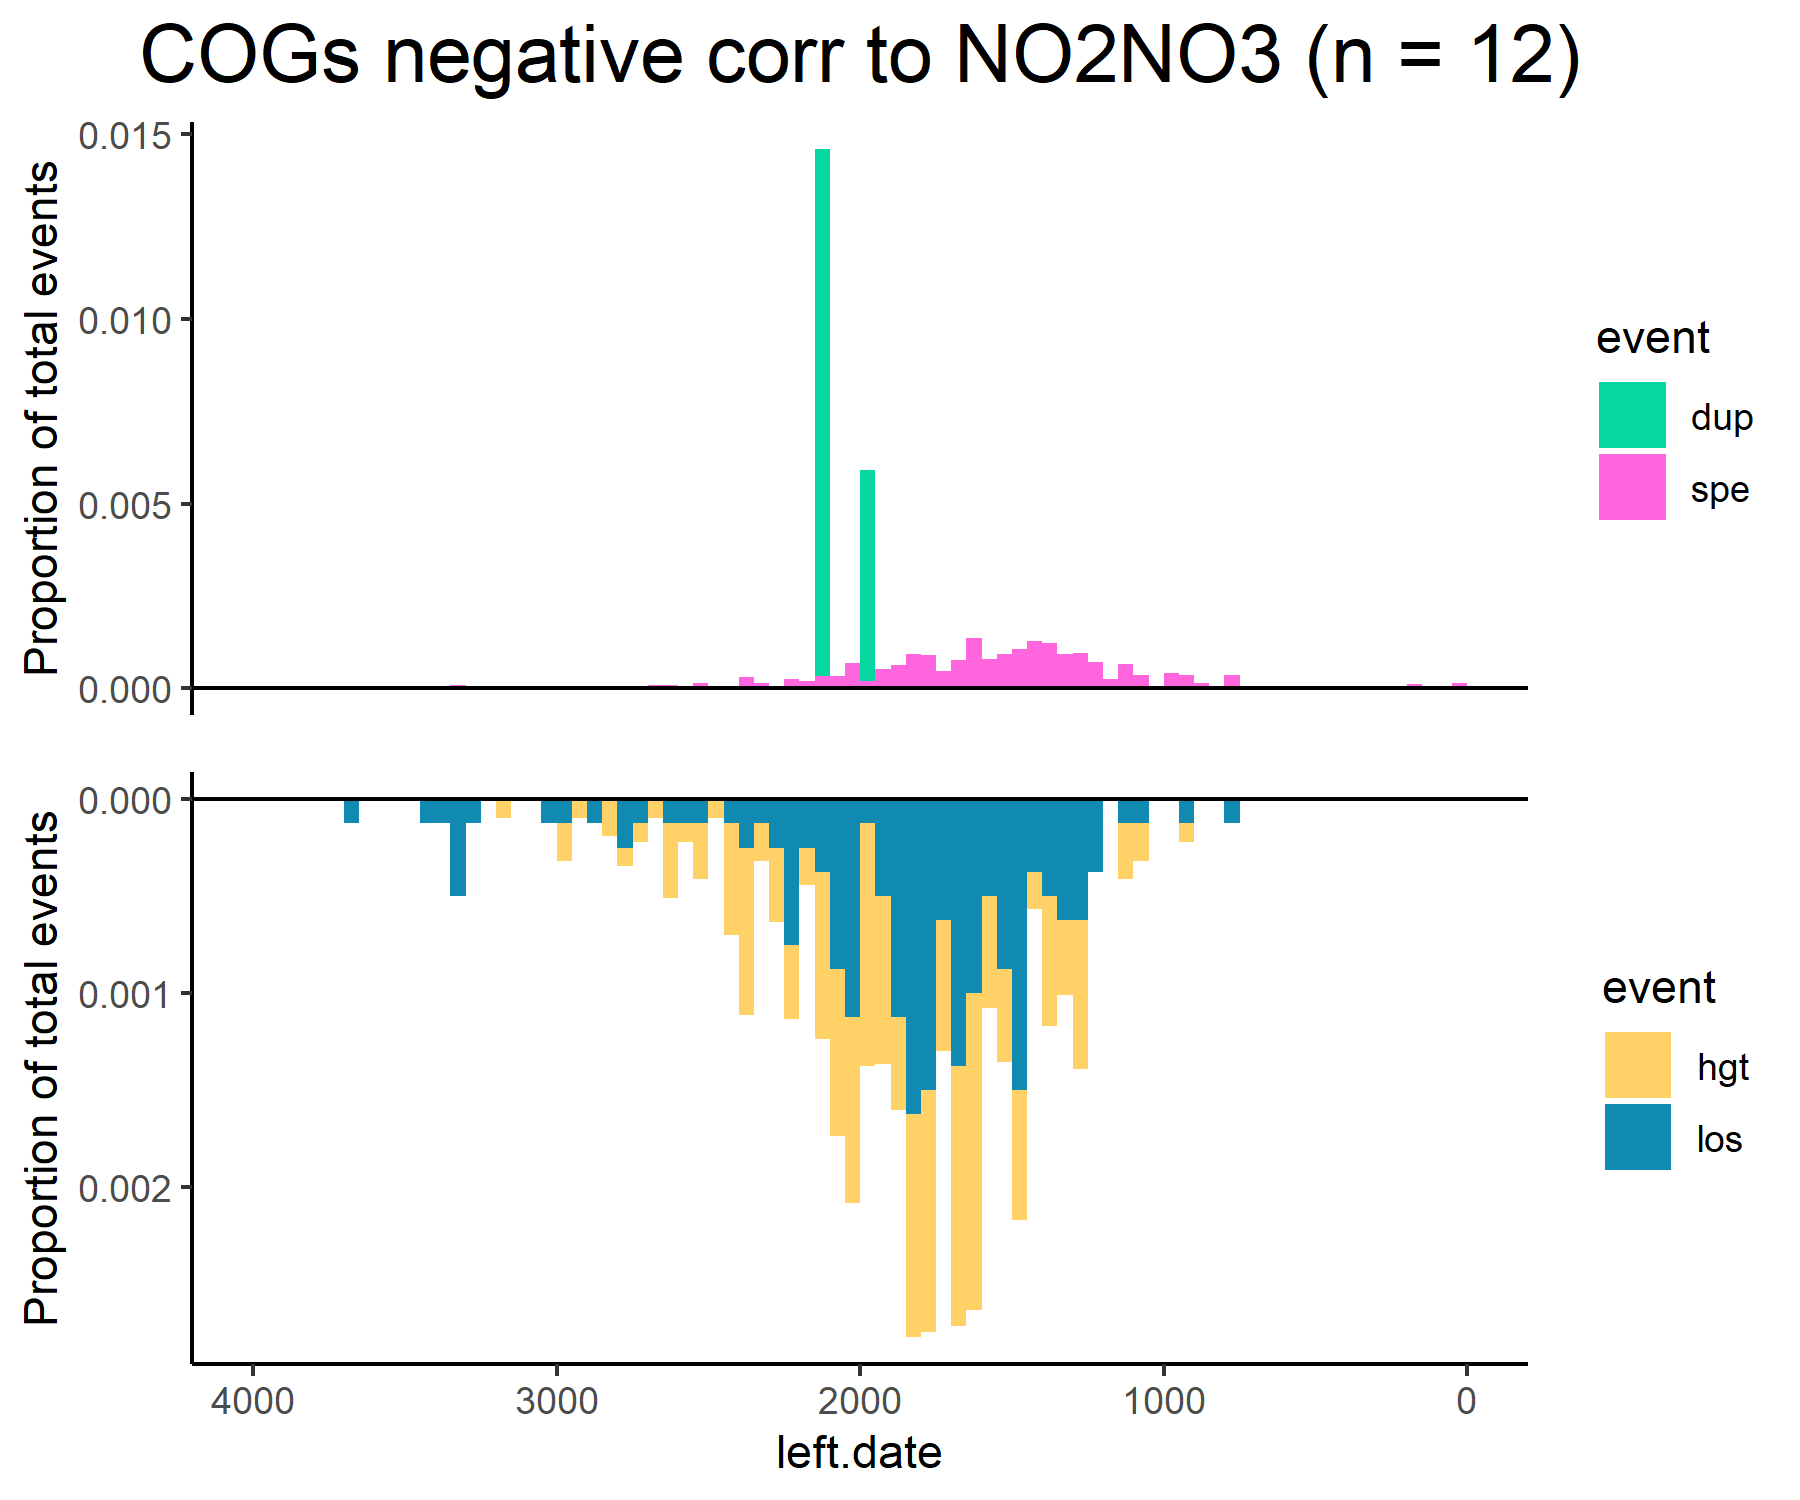 COGs negative corr to NO2NO3 (n = 12)
Proportion of total events
0.015
0.010
0.005
0.000
event
dup
spe
Proportion of total events
0.000
0.001
0.002
event
hgt
los
4000
3000
2000
1000
0
left.date